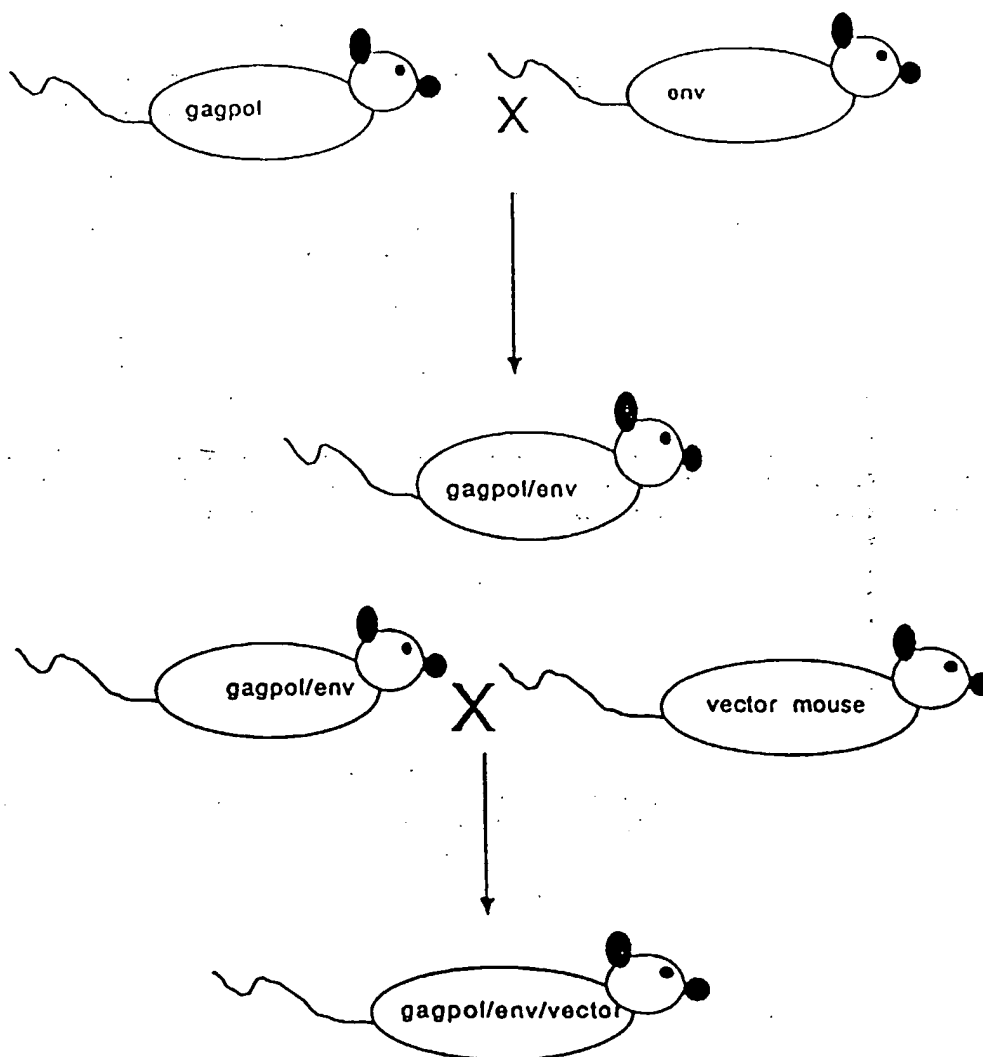 gagpol
X
env
gagpol/env
gagpol/env
X
vector mouse
gagpol/env/vector